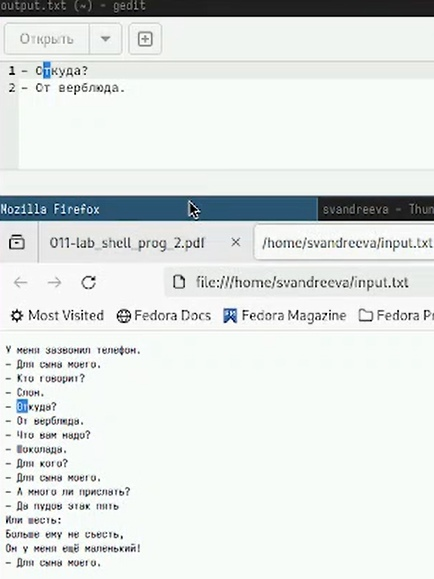 output.txt (~) - gedit
Открыть
1 - Откуда?
2 - От верблюда.
Mozilla Firefox
svandreeva - Thun
011-lab_shell_prog_2.pdf
/home/svandreeva/input.txt
file:///home/svandreeva/input.txt
Most Visited Fedora Docs Fedora Magazine Fedora Pr
У меня зазвонил телефон.
- Для сына моего.
- Кто говорит?
- Слон.
- Откуда?
- От верблюда.
- Что вам надо?
- Шоколада.
- Для кого?
- Для сына моего.
- А много ли прислать?
- Да пудов этак пять
Или шесть:
Больше ему не съесть,
Он у меня ещё маленький!
- Для сына моего.